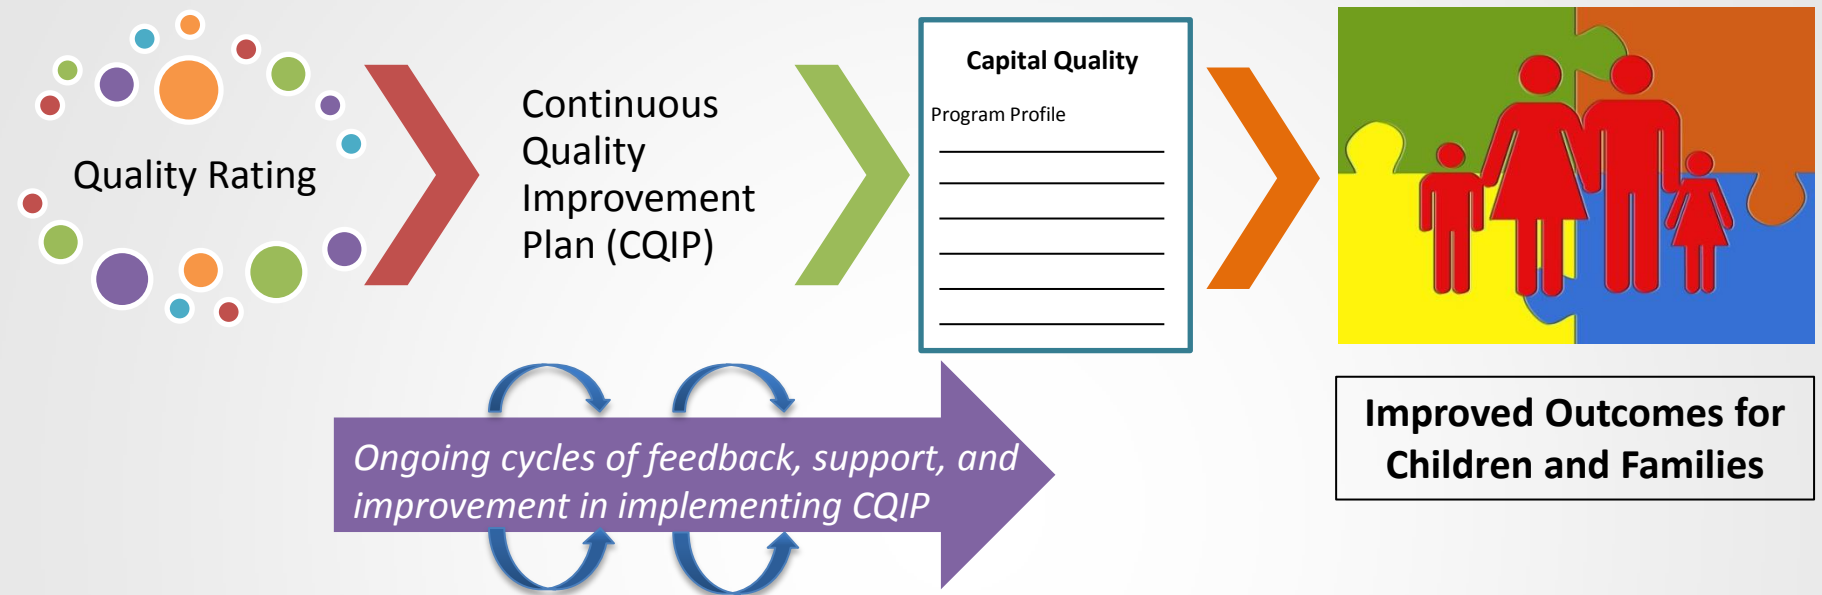 Quality Rating
Continuous
Quality
Improvement
Plan (CQIP)
Capital Quality
Program Profile
Ongoing cycles of feedback, support, and
improvement in implementing CQIP
Improved Outcomes for
Children and Families